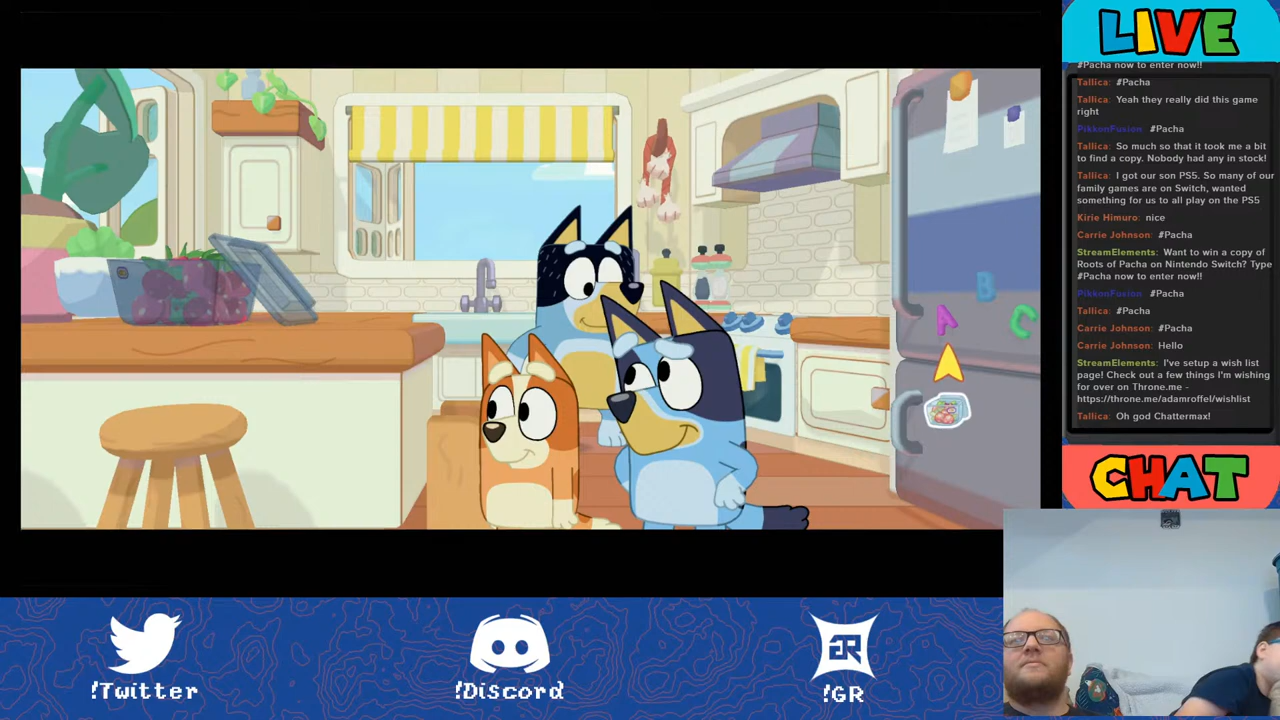 LIVE
#Pacha now to enter now!!
Tallica: #Pacha
Tallica: Yeah they really did this game
right
PikkonFusion: #Pacha
Tallica: So much so that it took me a bit
to find a copy. Nobody had any in stock!
Tallica: I got our son PS5. So many of our
family games are on Switch, wanted
something for us to all play on the PS5
Kirie Himuro: nice
Carrie Johnson: #Pacha
StreamElements: Want to win a copy of
Roots of Pacha on Nintendo Switch? Type
#Pacha now to enter now!!
PikkonFusion: #Pacha
Tallica: #Pacha
Carrie Johnson: #Pacha
Carrie Johnson: Hello
StreamElements: I've setup a wish list
page! Check out a few things I'm wishing
for over on Throne.me -
https://throne.me/adamroffel/wishlist
Tallica: Oh god Chattermax!
CHAT
B
A
C
GR
!Twitter
!Discord
!GR